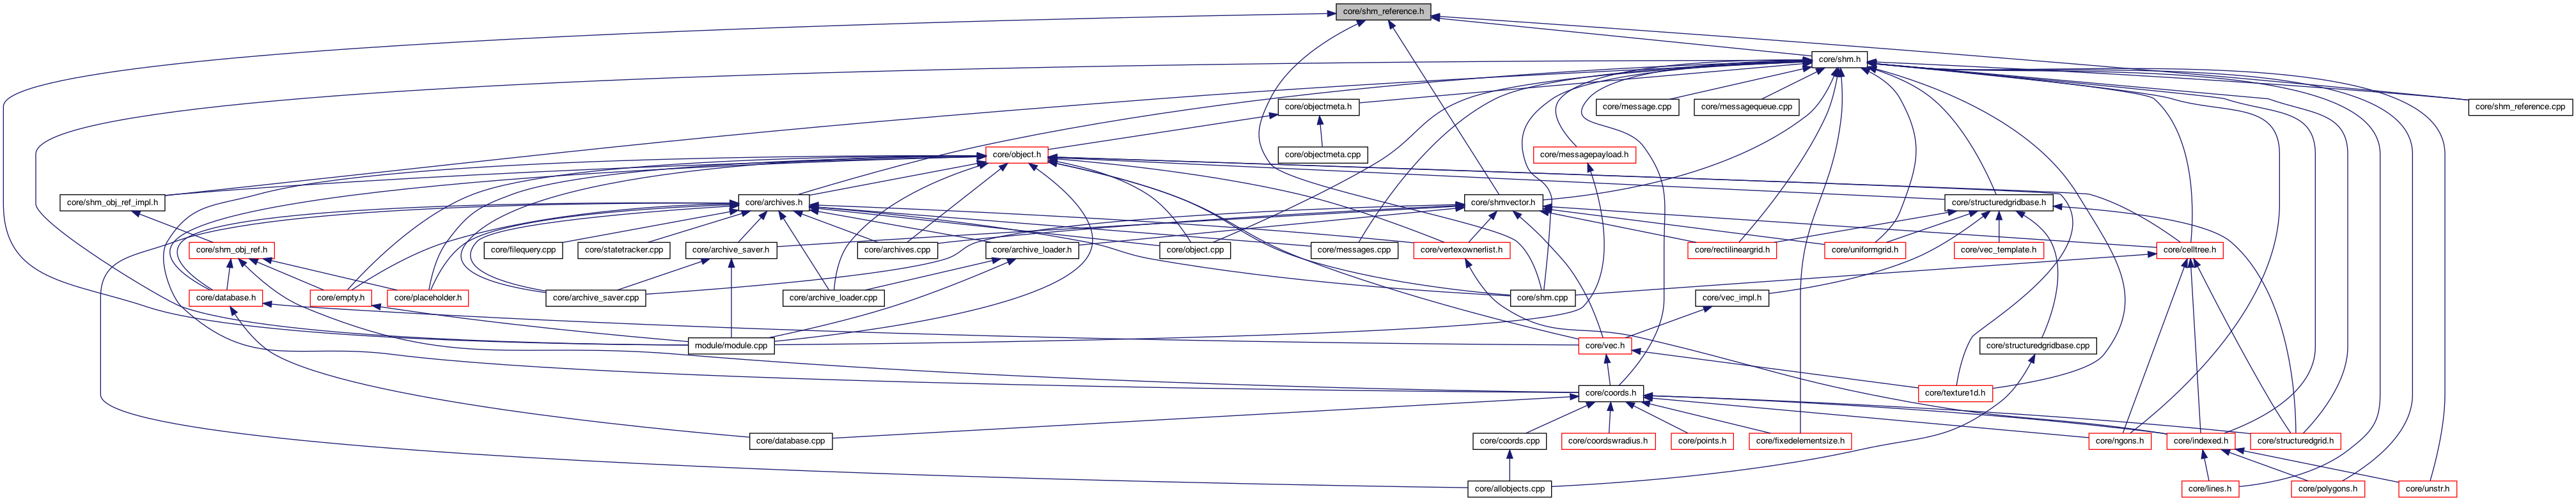 core/shm_reference.h
core/shm.h
core/objectmeta.h
core/message.cpp
core/messagequeue.cpp
core/shm_reference.cpp
core/object.h
core/objectmeta.cpp
core/messagepayload.h
core/shm_obj_ref_impl.h
core/archives.h
core/shmvector.h
core/structuredgridbase.h
core/shm_obj_ref.h
core/filequery.cpp
core/statetracker.cpp
core/archive_saver.h
core/archives.cpp
core/archive_loader.h
core/object.cpp
core/messages.cpp
core/vertexownerlist.h
core/rectilineargrid.h
core/uniformgrid.h
core/vec_template.h
core/celltree.h
core/database.h
core/empty.h
core/placeholder.h
core/archive_saver.cpp
core/archive_loader.cpp
core/shm.cpp
core/vec_impl.h
module/module.cpp
core/vec.h
core/structuredgridbase.cpp
core/coords.h
core/texture1d.h
core/database.cpp
core/coords.cpp
core/coordswradius.h
core/points.h
core/fixedelementsize.h
core/ngons.h
core/indexed.h
core/structuredgrid.h
core/allobjects.cpp
core/lines.h
core/polygons.h
core/unstr.h